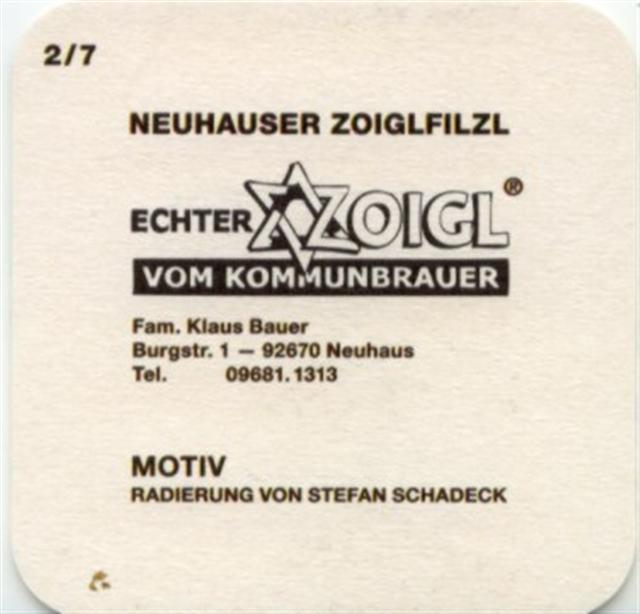 2/7
NEUHAUSER ZOIGLFILZL
ECHTER ZOIGL®
VOM KOMMUNBRAUER
Fam. Klaus Bauer
Burgstr. 1 – 92670 Neuhaus
Tel. 09681.1313
MOTIV
RADIERUNG VON STEFAN SCHADECK